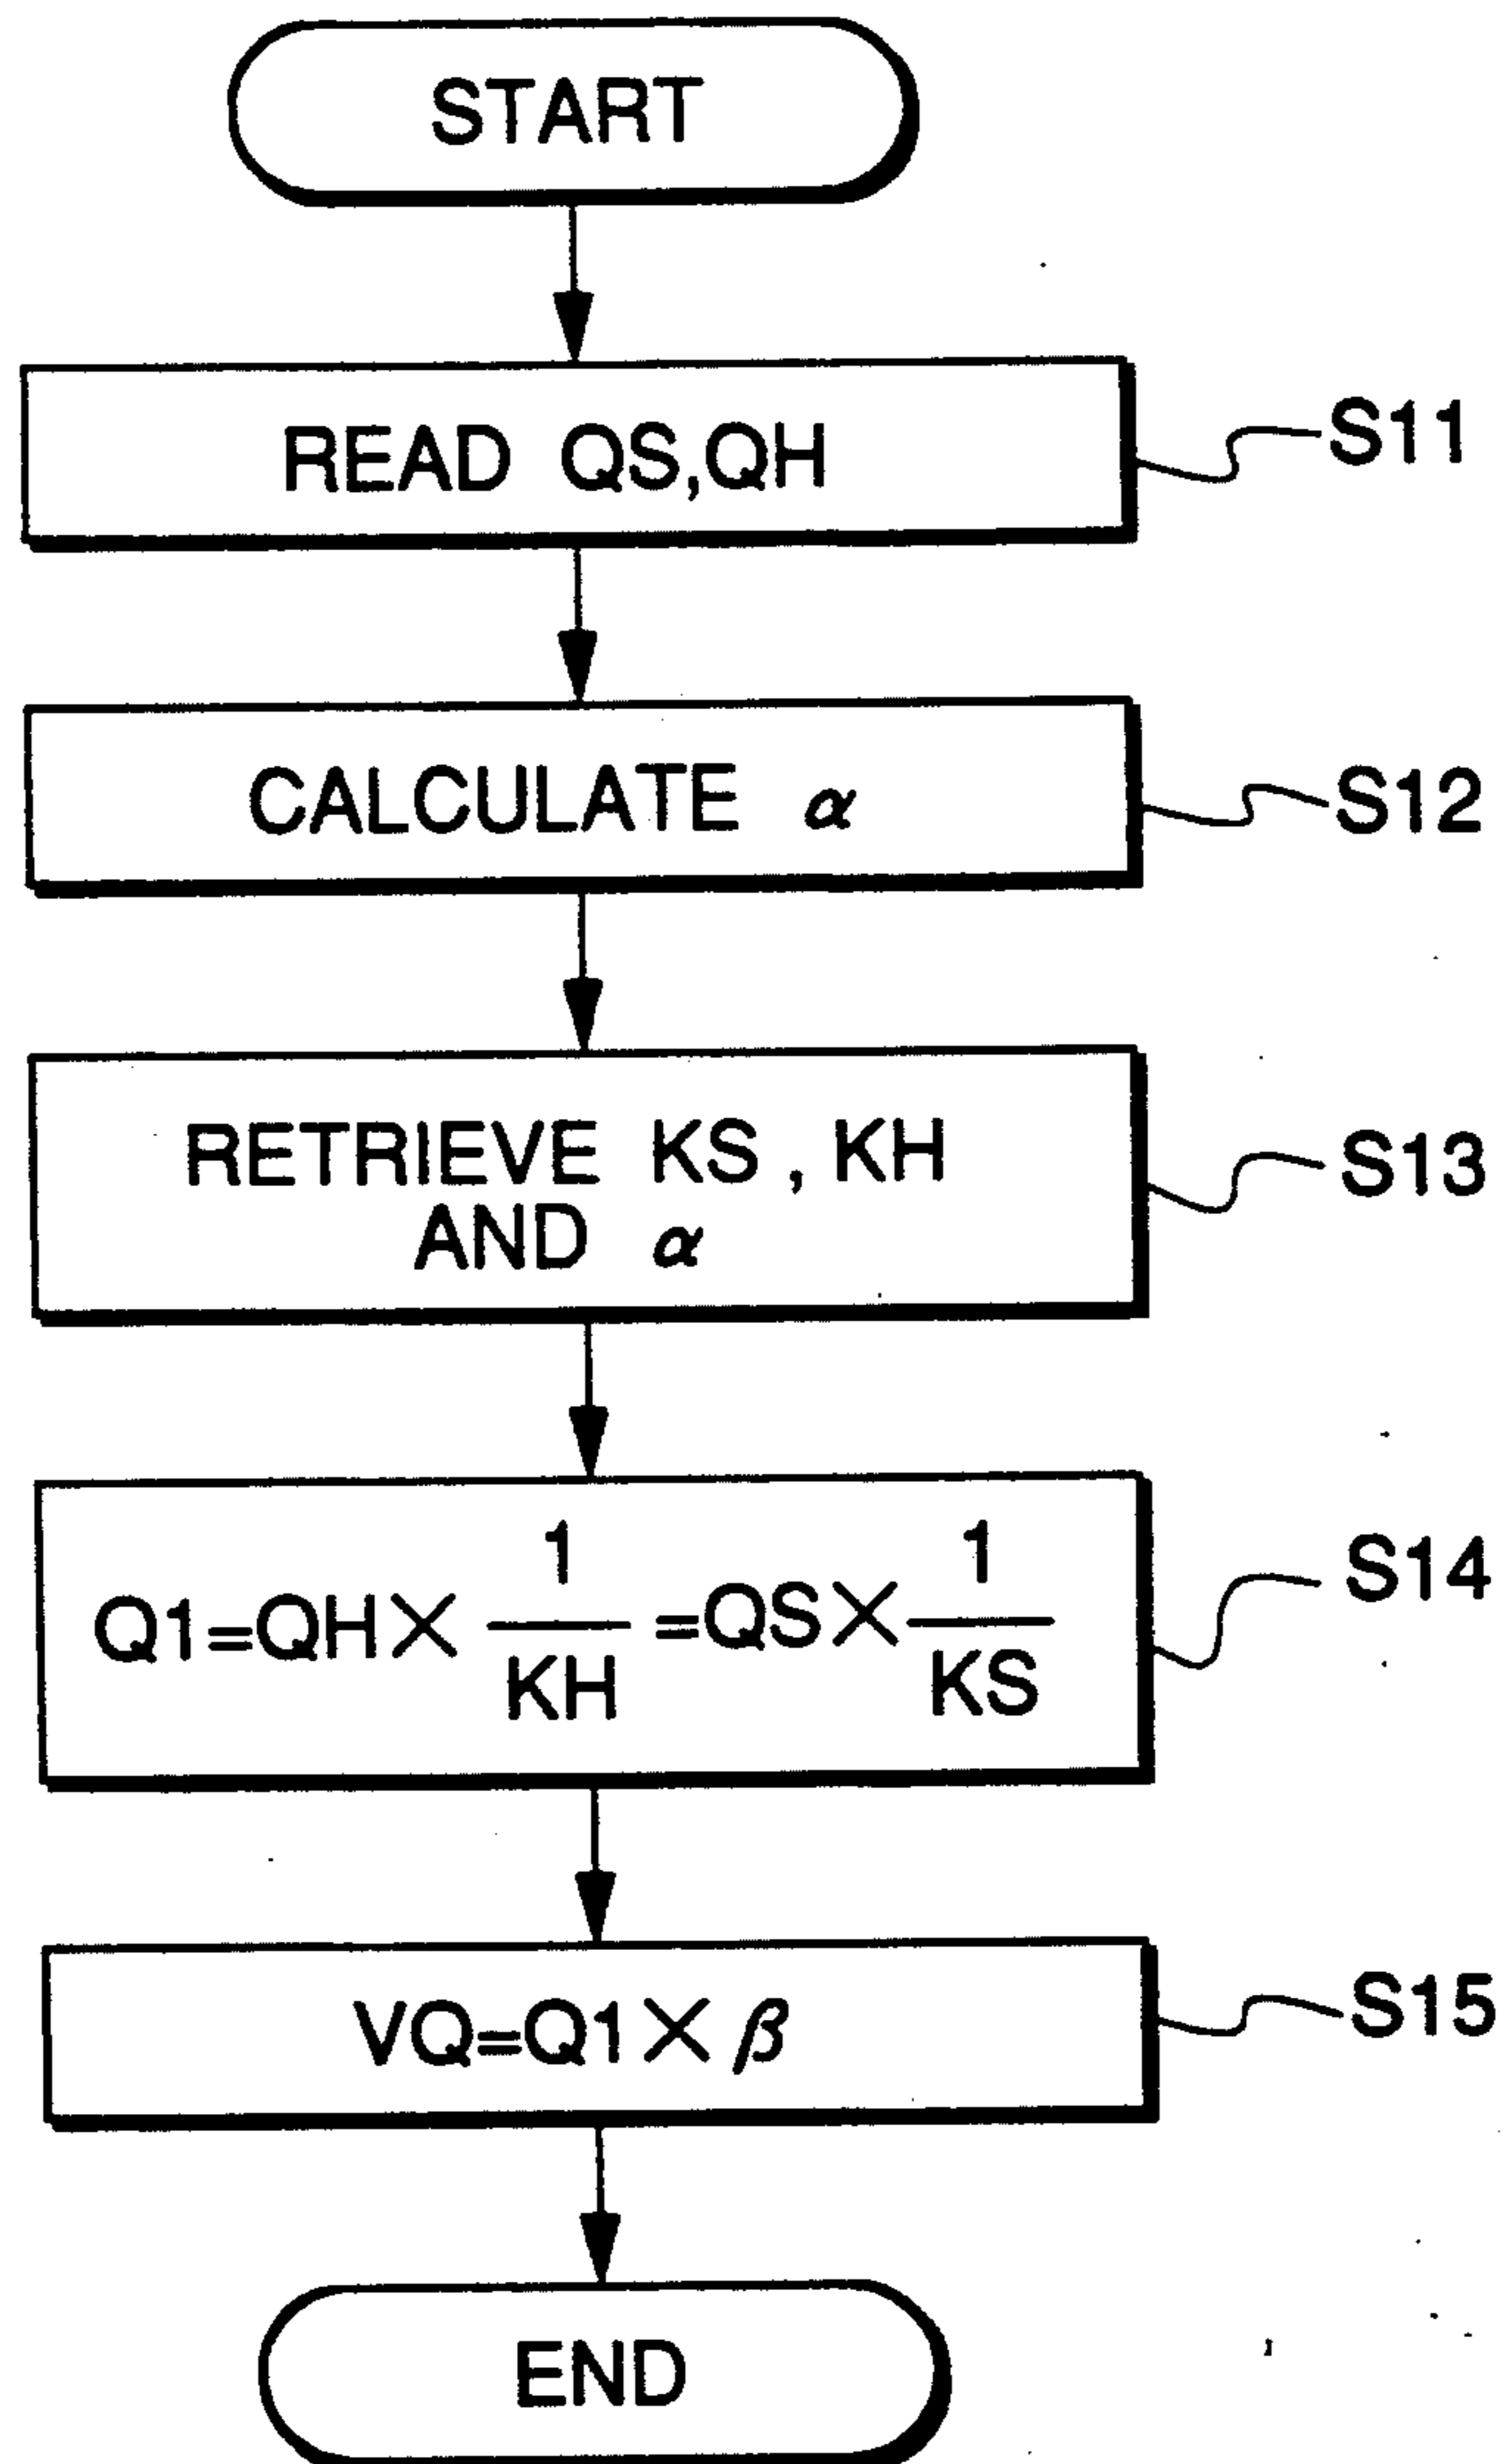 START
READ QS,QH
S11
CALCULATE α
S12
RETRIEVE KS , KH
AND α
S13
Q1=QH× 1/KH =QS× 1/KS
S14
VQ=Q1×β
S15
END